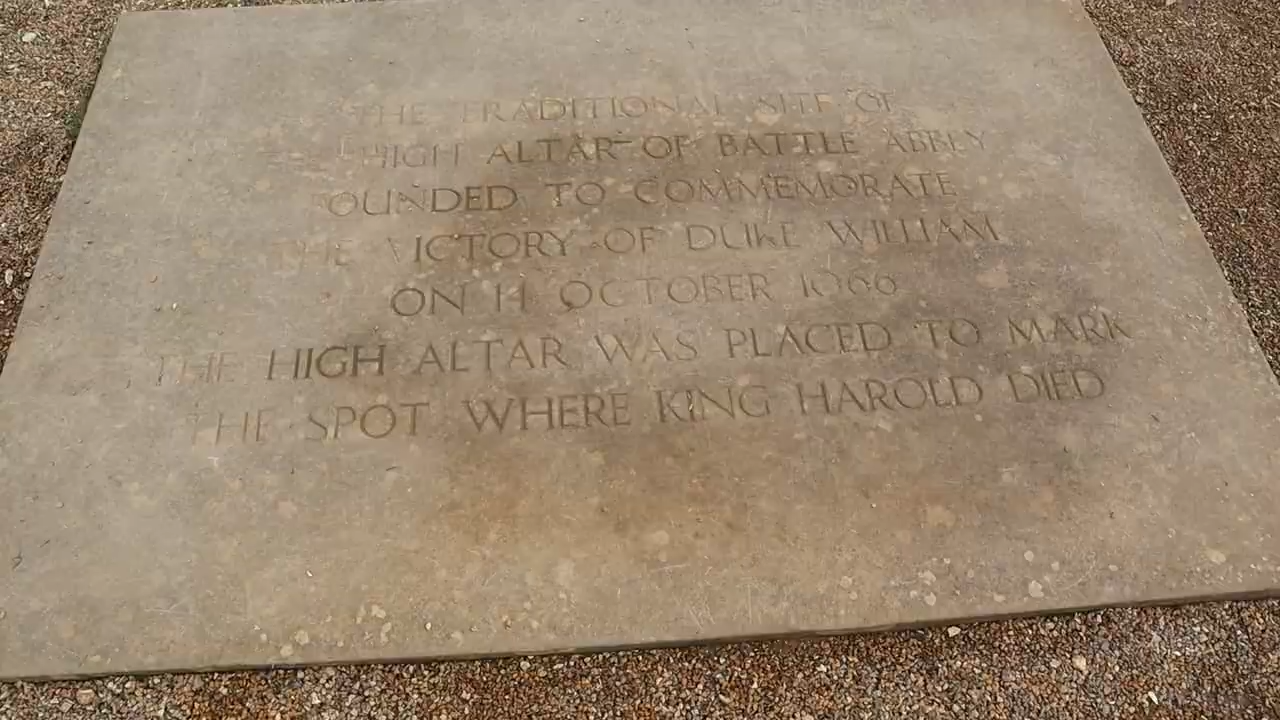 THE TRADITIONAL SITE OF
THE HIGH ALTAR OF BATTLE ABBEY
FOUNDED TO COMMEMORATE
THE VICTORY OF DUKE WILLIAM
ON 14 OCTOBER 1066
THE HIGH ALTAR WAS PLACED TO MARK
THE SPOT WHERE KING HAROLD DIED